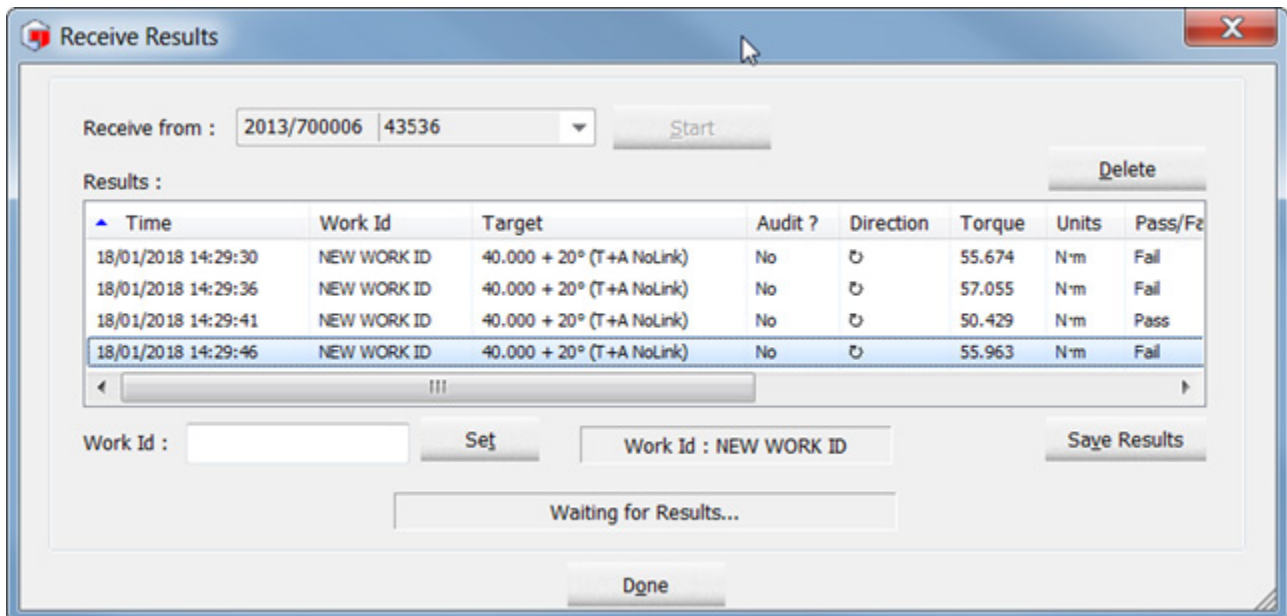 Receive Results
Receive from : 2013/700006 43536 Start
Delete
Results :
Time Work Id Target Audit ? Direction Torque Units Pass/Fa
18/01/2018 14:29:30 NEW WORK ID 40.000 + 20° (T+A NoLink) No ↻ 55.674 N·m Fail
18/01/2018 14:29:36 NEW WORK ID 40.000 + 20° (T+A NoLink) No ↻ 57.055 N·m Fail
18/01/2018 14:29:41 NEW WORK ID 40.000 + 20° (T+A NoLink) No ↻ 50.429 N·m Pass
18/01/2018 14:29:46 NEW WORK ID 40.000 + 20° (T+A NoLink) No ↻ 55.963 N·m Fail
Work Id : Set Work Id : NEW WORK ID Save Results
Waiting for Results...
Done